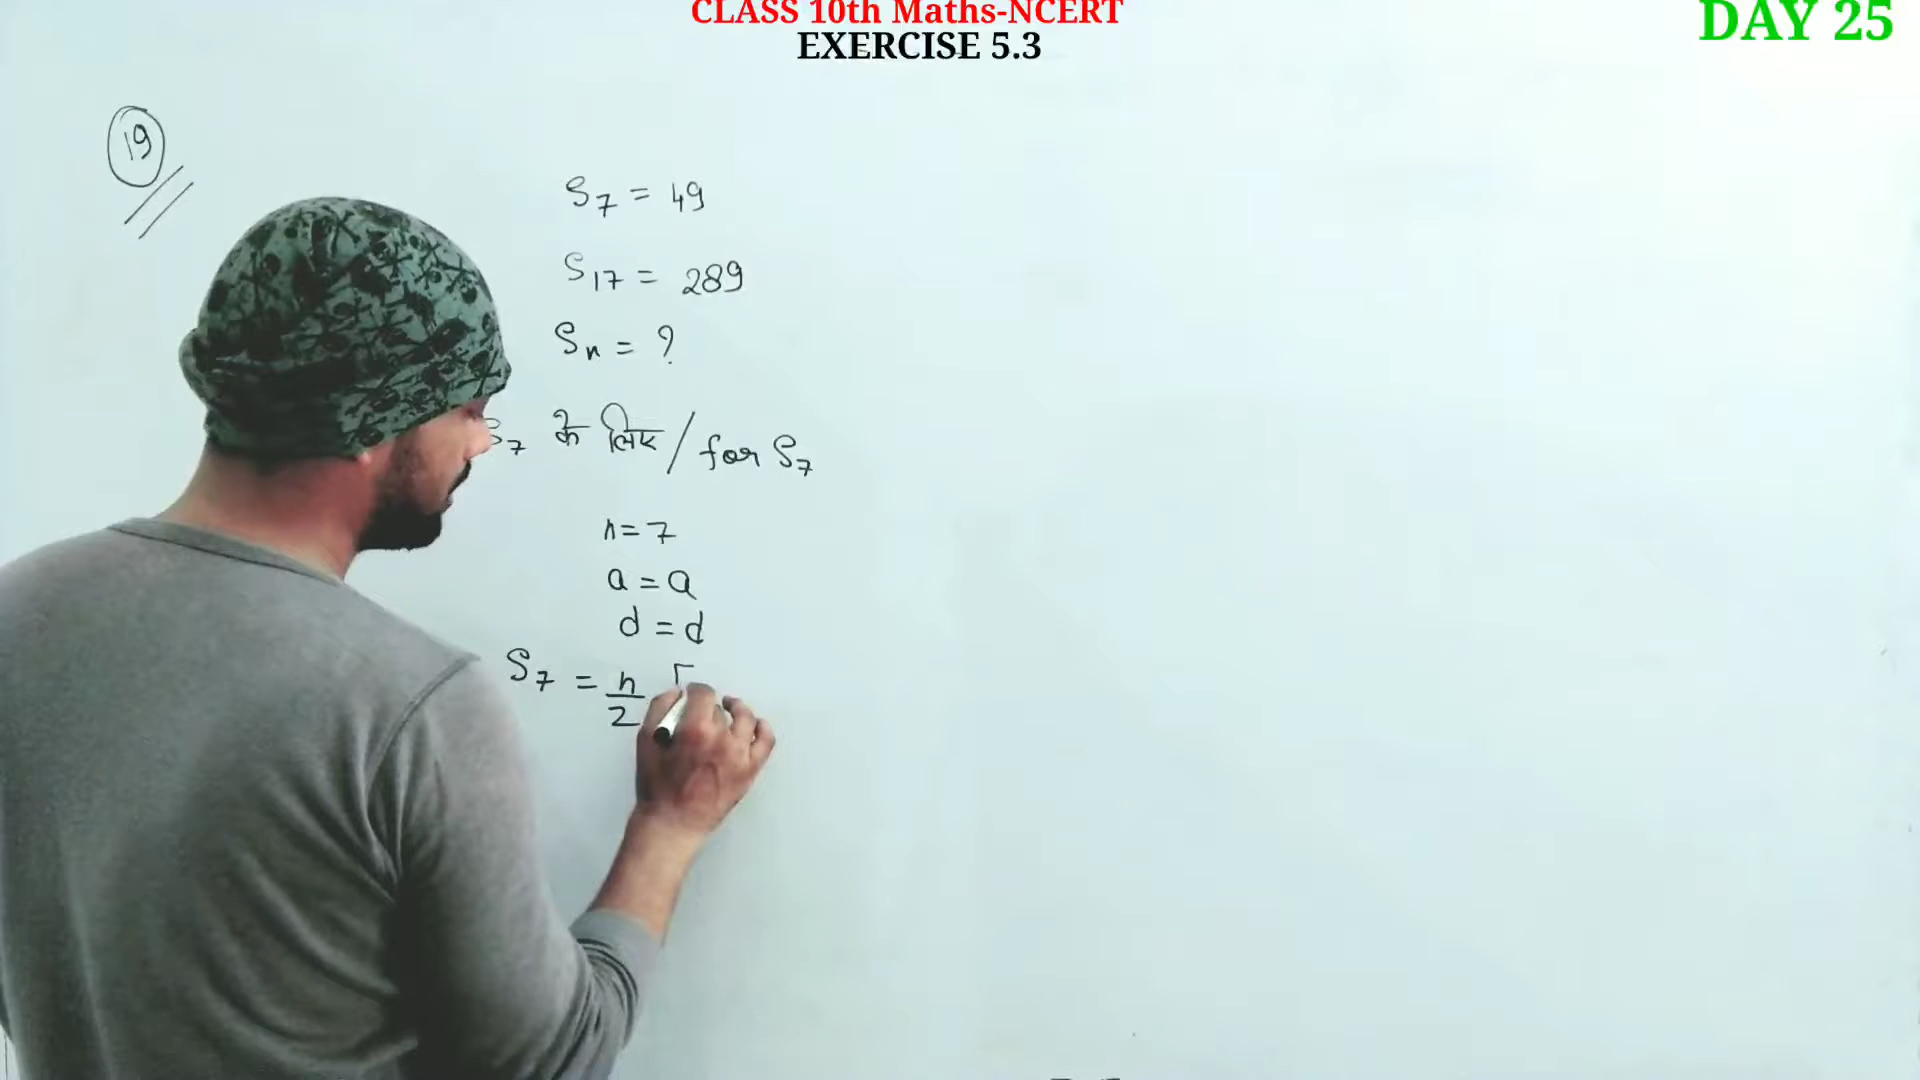 CLASS 10th Maths-NCERT
EXERCISE 5.3
DAY 25
19
S7 = 49
S17 = 289
Sn = ?
S7 के लिए / for S7
n = 7
a = a
d = d
S7 = n/2 [